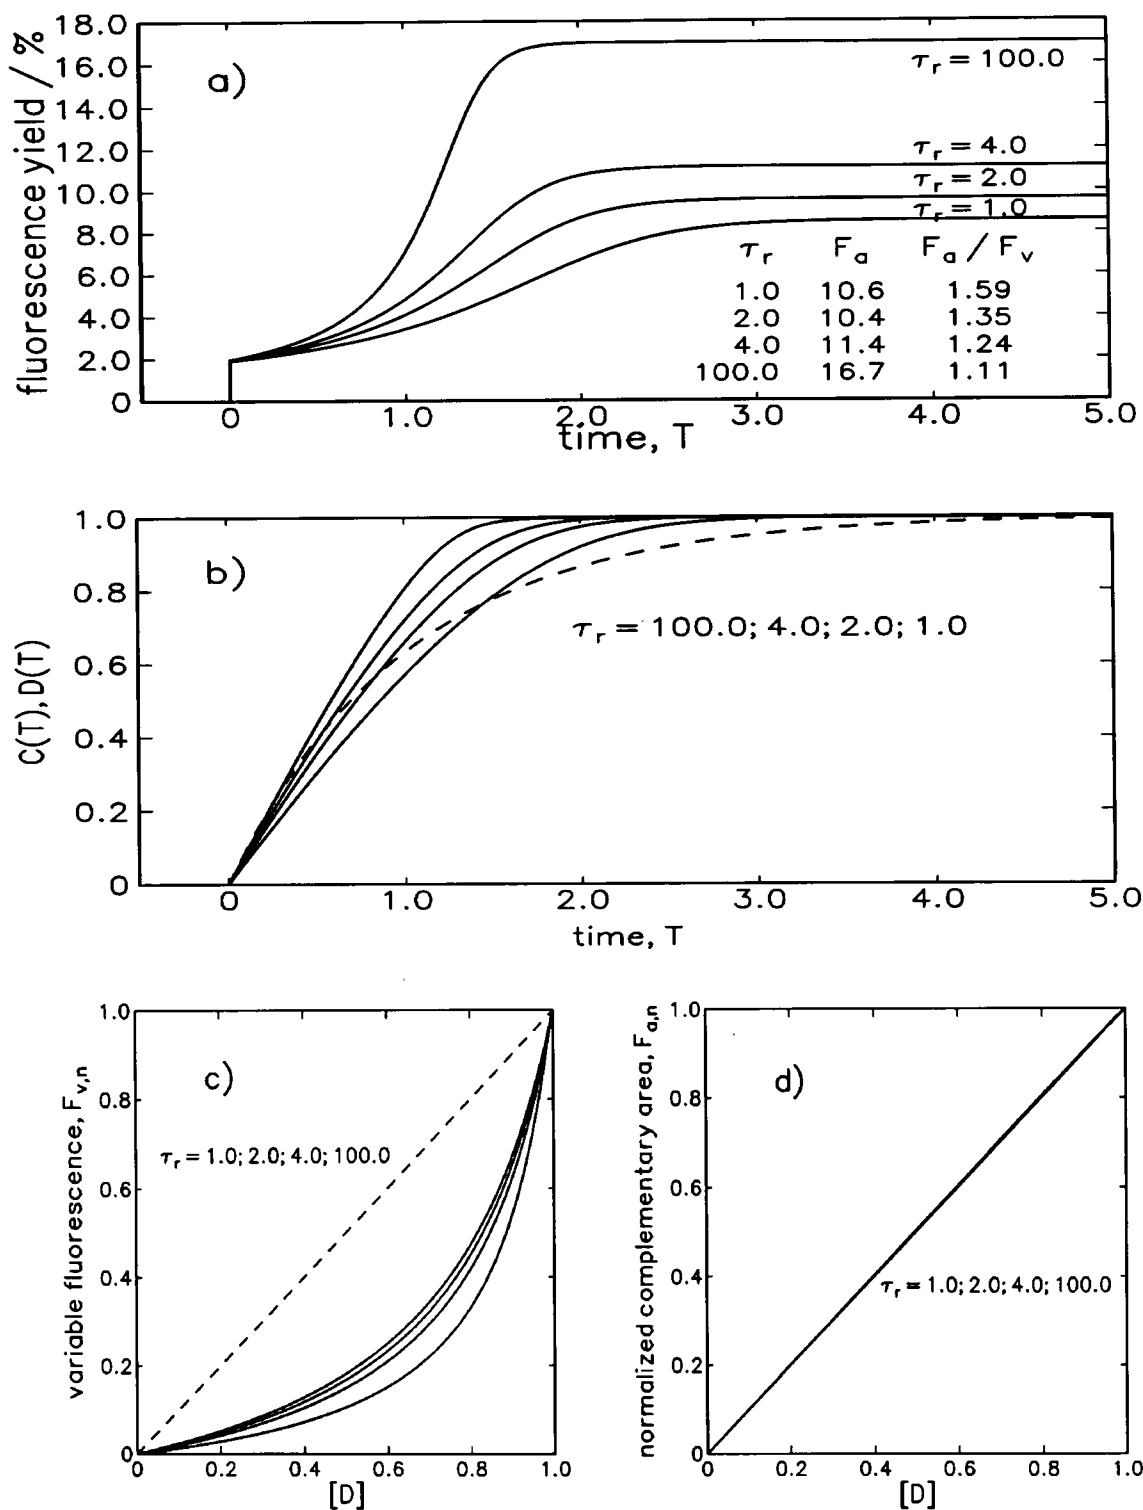 fluorescence yield / %
18.0
16.0
14.0
12.0
10.0
8.0
6.0
4.0
2.0
0
a)
τr = 100.0
τr = 4.0
τr = 2.0
τr = 1.0
τr Fa Fa / Fv
1.0 10.6 1.59
2.0 10.4 1.35
4.0 11.4 1.24
100.0 16.7 1.11
0 1.0 2.0 3.0 4.0 5.0
time, T
C(T), D(T)
1.0
0.8
0.6
0.4
0.2
0
b)
τr = 100.0; 4.0; 2.0; 1.0
0 1.0 2.0 3.0 4.0 5.0
time, T
variable fluorescence, Fv,n
1.0
0.8
0.6
0.4
0.2
0
c)
τr = 1.0; 2.0; 4.0; 100.0
0 0.2 0.4 0.6 0.8 1.0
[D]
normalized complementary area, Fa,n
1.0
0.8
0.6
0.4
0.2
0
d)
τr = 1.0; 2.0; 4.0; 100.0
0 0.2 0.4 0.6 0.8 1.0
[D]